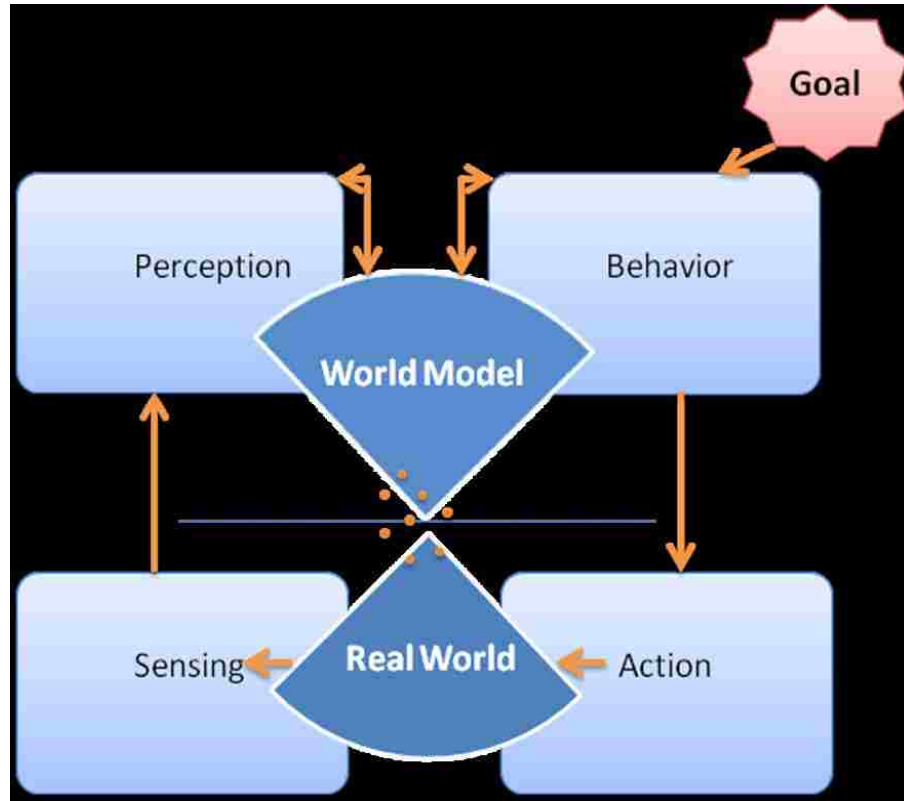 Goal
Perception
Behavior
World Model
Sensing
Real World
Action